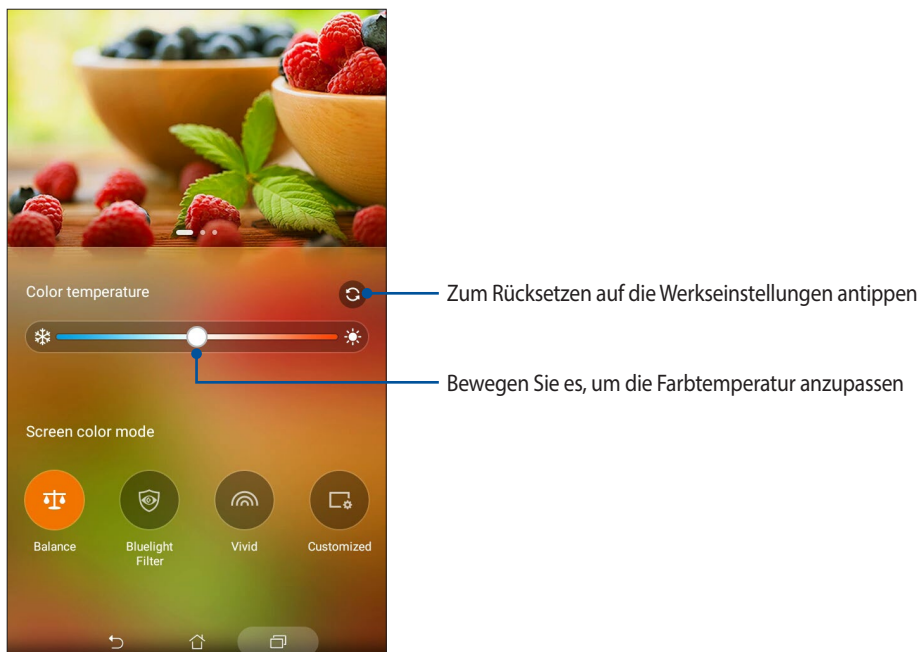 Color temperature
Zum Rücksetzen auf die Werkseinstellungen antippen
Bewegen Sie es, um die Farbtemperatur anzupassen
Screen color mode
Balance
Bluelight
Filter
Vivid
Customized